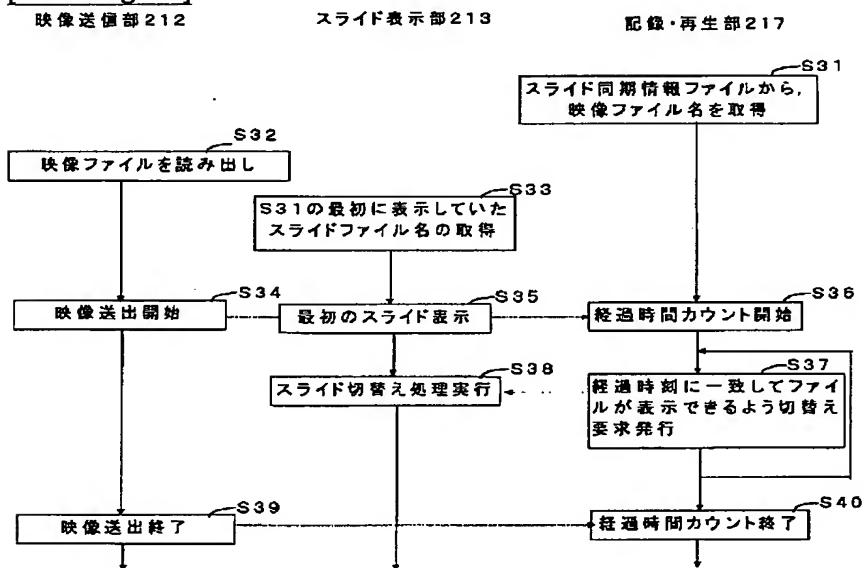 映像送信部212
スライド表示部213
記録・再生部217
S31
スライド同期情報ファイルから,
映像ファイル名を取得
S32
映像ファイルを読み出し
S33
S31の最初に表示していた
スライドファイル名の取得
S34
映像送出開始
S35
最初のスライド表示
S36
経過時間カウント開始
S37
経過時刻に一致してファイ
ルが表示できるよう切替え
要求発行
S38
スライド切替え処理実行
S39
映像送出終了
S40
経過時間カウント終了